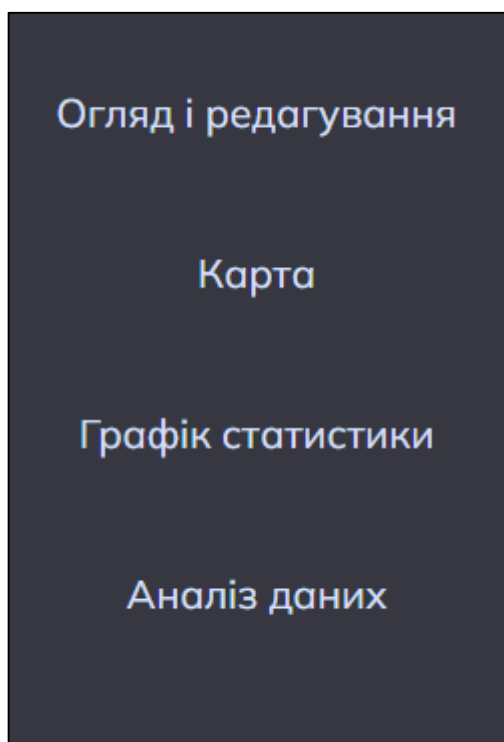 Огляд і редагування
Карта
Графік статистики
Аналіз даних